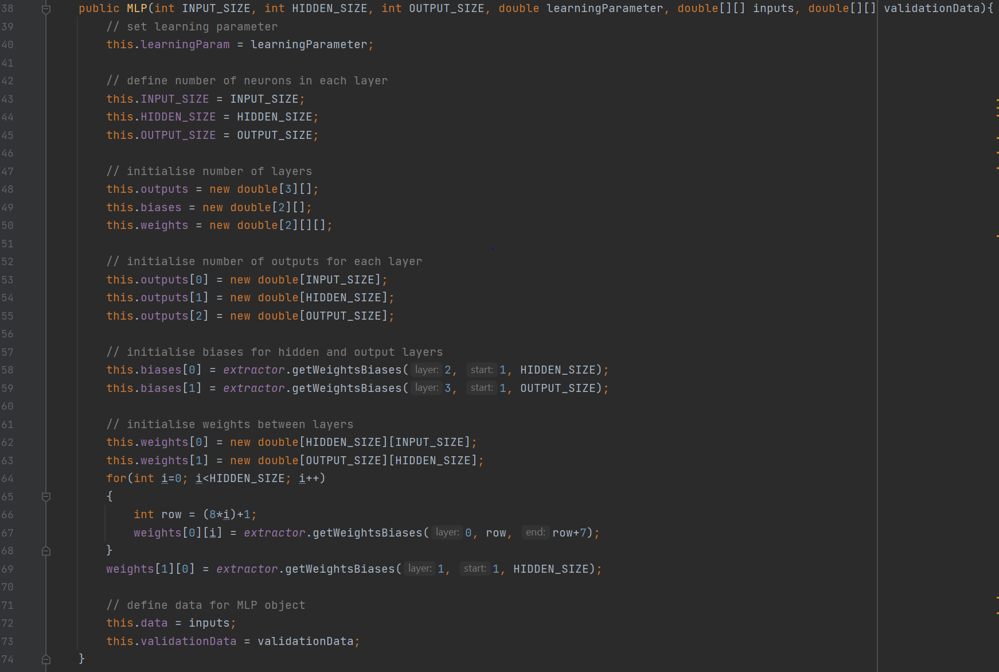 38 public MLP(int INPUT_SIZE, int HIDDEN_SIZE, int OUTPUT_SIZE, double learningParameter, double[][] inputs, double[][] validationData){
39 // set learning parameter
40 this.learningParam = learningParameter;
41
42 // define number of neurons in each layer
43 this.INPUT_SIZE = INPUT_SIZE;
44 this.HIDDEN_SIZE = HIDDEN_SIZE;
45 this.OUTPUT_SIZE = OUTPUT_SIZE;
46
47 // initialise number of layers
48 this.outputs = new double[3][];
49 this.biases = new double[2][];
50 this.weights = new double[2][][];
51
52 // initialise number of outputs for each layer
53 this.outputs[0] = new double[INPUT_SIZE];
54 this.outputs[1] = new double[HIDDEN_SIZE];
55 this.outputs[2] = new double[OUTPUT_SIZE];
56
57 // initialise biases for hidden and output layers
58 this.biases[0] = extractor.getWeightsBiases( layer: 2, start: 1, HIDDEN_SIZE);
59 this.biases[1] = extractor.getWeightsBiases( layer: 3, start: 1, OUTPUT_SIZE);
60
61 // initialise weights between layers
62 this.weights[0] = new double[HIDDEN_SIZE][INPUT_SIZE];
63 this.weights[1] = new double[OUTPUT_SIZE][HIDDEN_SIZE];
64 for(int i=0; i<HIDDEN_SIZE; i++)
65 {
66 int row = (8*i)+1;
67 weights[0][i] = extractor.getWeightsBiases( layer: 0, row, end: row+7);
68 }
69 weights[1][0] = extractor.getWeightsBiases( layer: 1, start: 1, HIDDEN_SIZE);
70
71 // define data for MLP object
72 this.data = inputs;
73 this.validationData = validationData;
74 }